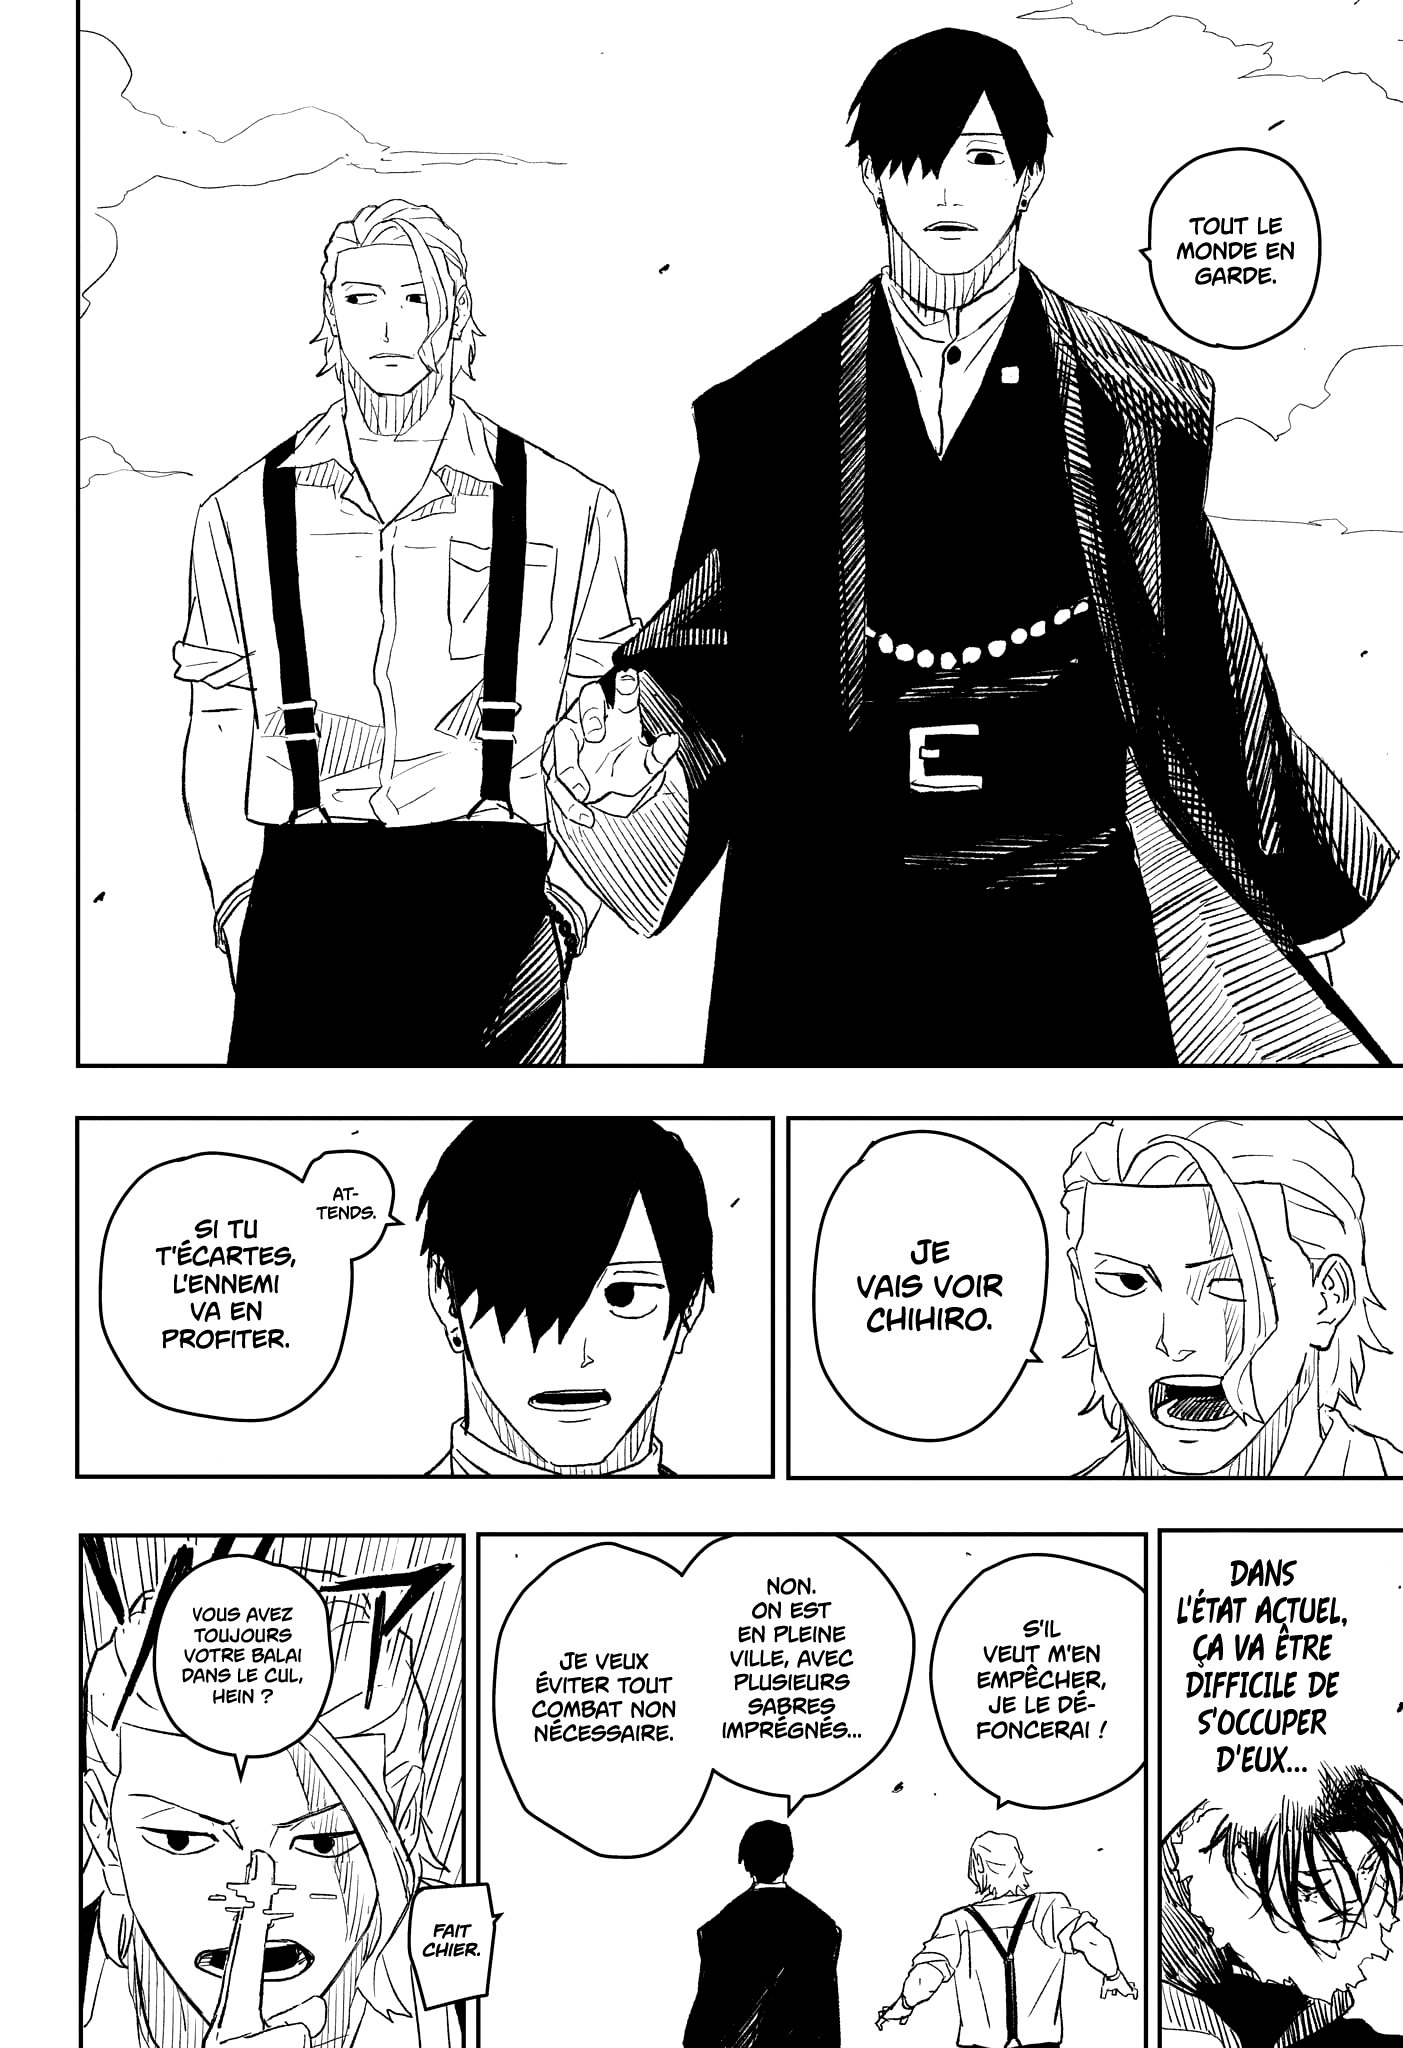 TOUT LE
MONDE EN
GARDE.
JE
VAIS VOIR
CHIHIRO.
AT-
TENDS.
SI TU
T'ÉCARTES,
L'ENNEMI
VA EN
PROFITER.
DANS
L'ÉTAT ACTUEL,
ÇA VA ÊTRE
DIFFICILE DE
S'OCCUPER
D'EUX...
S'IL
VEUT M'EN
EMPÊCHER,
JE LE DÉ-
FONCERAI !
NON.
ON EST
EN PLEINE
VILLE, AVEC
PLUSIEURS
SABRES
IMPRÉGNÉS...
JE VEUX
ÉVITER TOUT
COMBAT NON
NÉCESSAIRE.
VOUS AVEZ
TOUJOURS
VOTRE BALAI
DANS LE CUL,
HEIN ?
FAIT
CHIER.